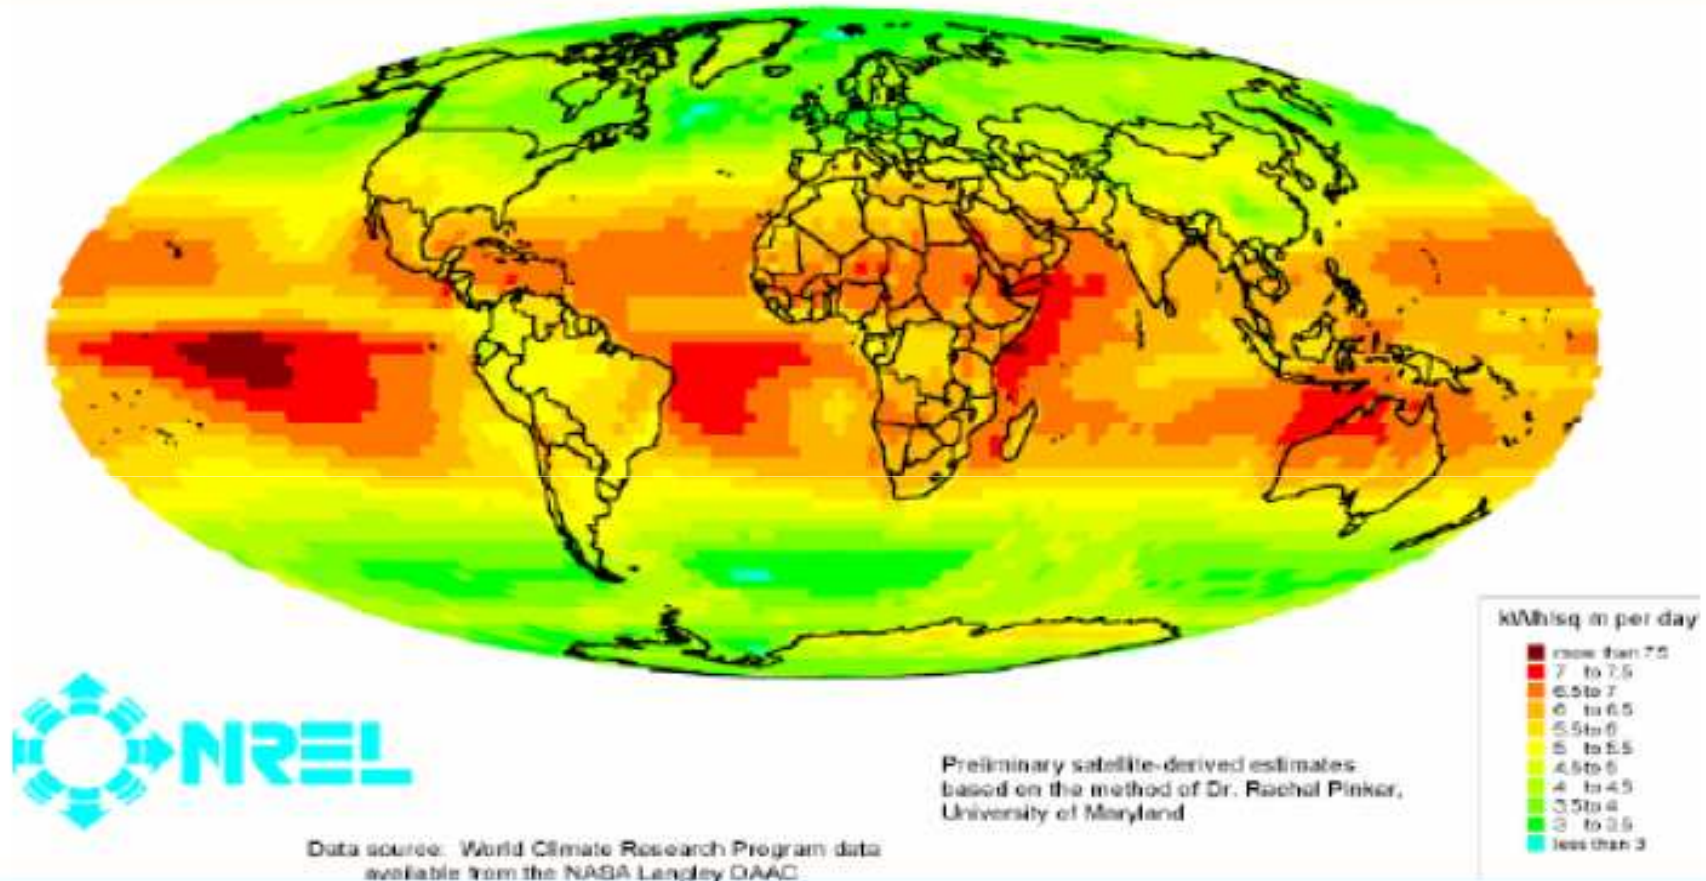 kWh/sq m per day
more than 7.5
7 to 7.5
6.5 to 7
6 to 6.5
5.5 to 6
5 to 5.5
4.5 to 5
4 to 4.5
3.5 to 4
3 to 3.5
less than 3
NREL
Preliminary satellite-derived estimates
based on the method of Dr. Rachel Pinker,
University of Maryland
Data source: World Climate Research Program data
available from the NASA Langley DAAC